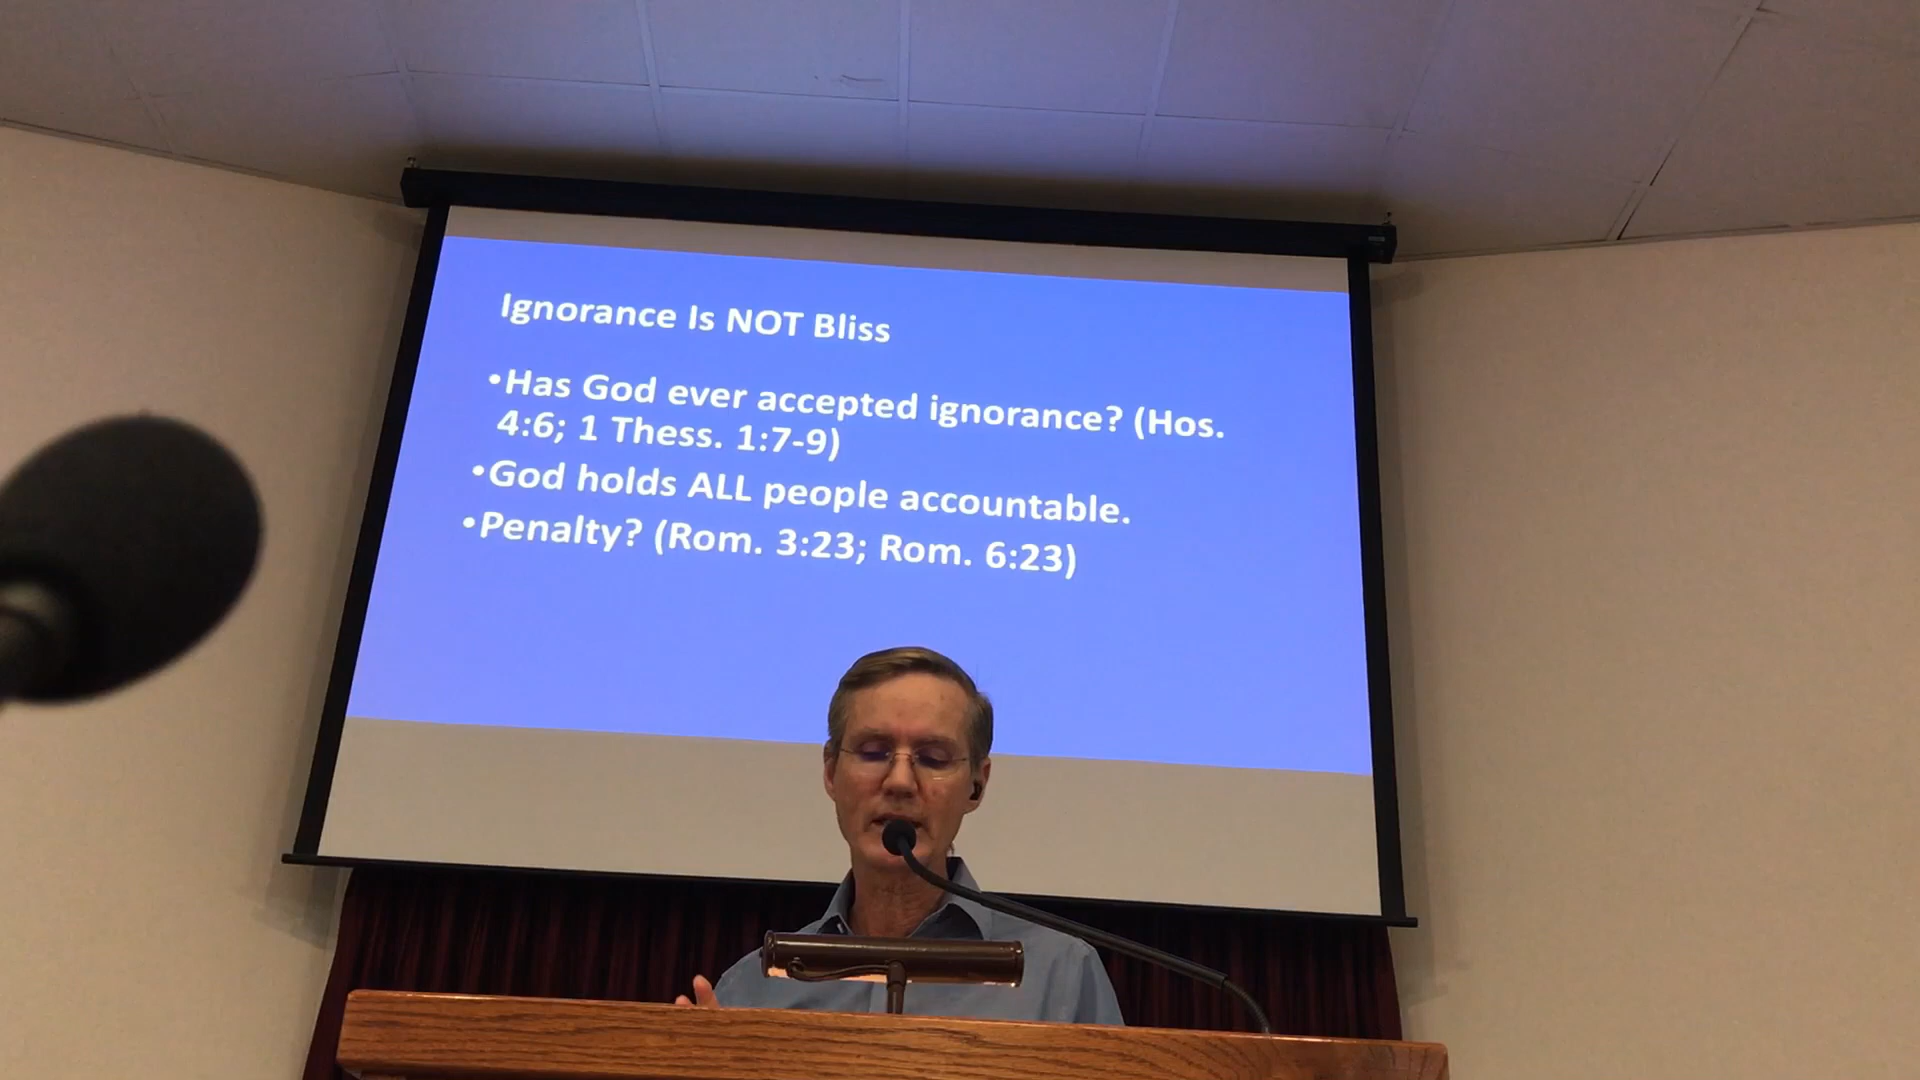 Ignorance Is NOT Bliss
•Has God ever accepted ignorance? (Hos.
4:6; 1 Thess. 1:7-9)
•God holds ALL people accountable.
•Penalty? (Rom. 3:23; Rom. 6:23)